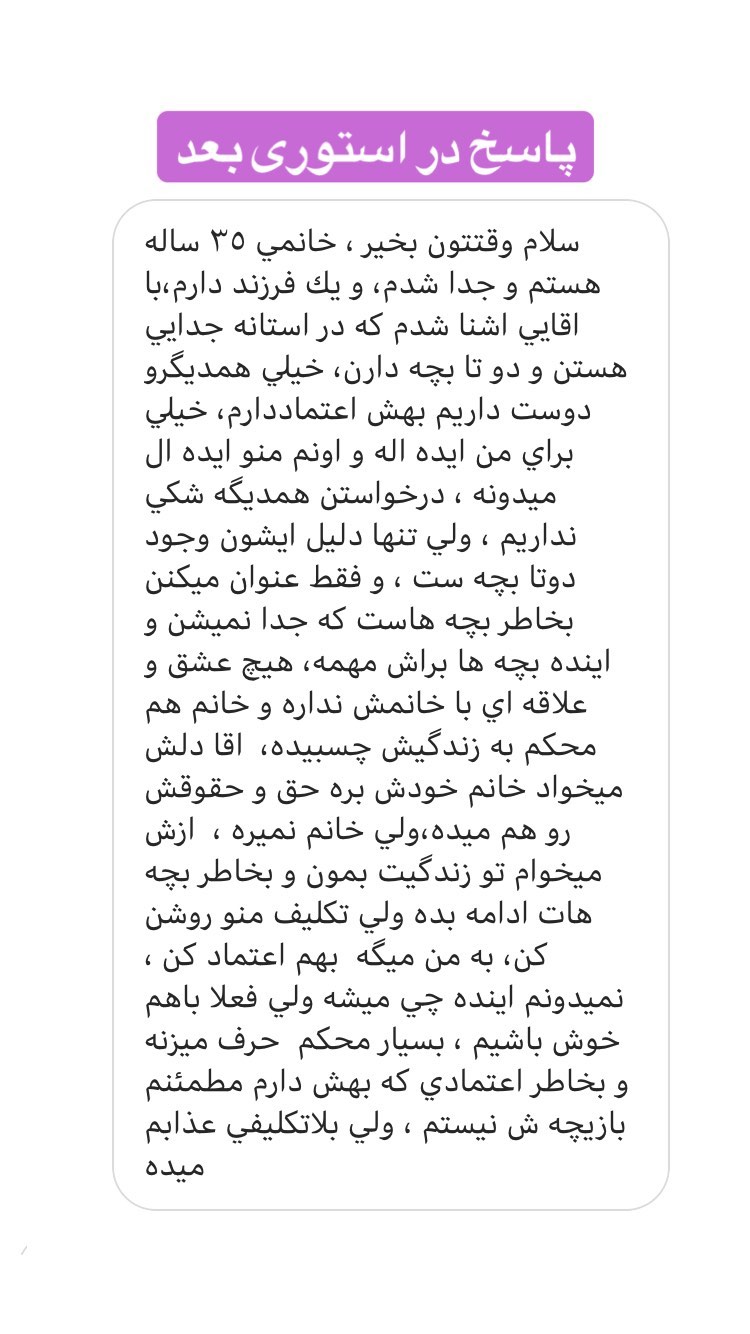 پاسخ در استوری بعد
سلام وقتتون بخير ، خانمي ٣٥ ساله
هستم و جدا شدم، و يك فرزند دارم،با
اقايي اشنا شدم كه در استانه جدايي
هستن و دو تا بچه دارن، خيلي همديگرو
دوست داريم بهش اعتماددارم، خيلي
براي من ايده اله و اونم منو ايده ال
ميدونه ، درخواستن همديگه شكي
نداريم ، ولي تنها دليل ايشون وجود
دوتا بچه ست ، و فقط عنوان ميكنن
بخاطر بچه هاست كه جدا نميشن و
اينده بچه ها براش مهمه، هيچ عشق و
علاقه اي با خانمش نداره و خانم هم
محكم به زندگيش چسبيده، اقا دلش
ميخواد خانم خودش بره حق و حقوقش
رو هم ميده،ولي خانم نميره ، ازش
ميخوام تو زندگيت بمون و بخاطر بچه
هات ادامه بده ولي تكليف منو روشن
كن، به من ميگه بهم اعتماد كن ،
نميدونم اينده چي ميشه ولي فعلا باهم
خوش باشيم ، بسيار محكم حرف ميزنه
و بخاطر اعتمادي كه بهش دارم مطمئنم
بازيچه ش نيستم ، ولي بلاتكليفي عذابم
ميده